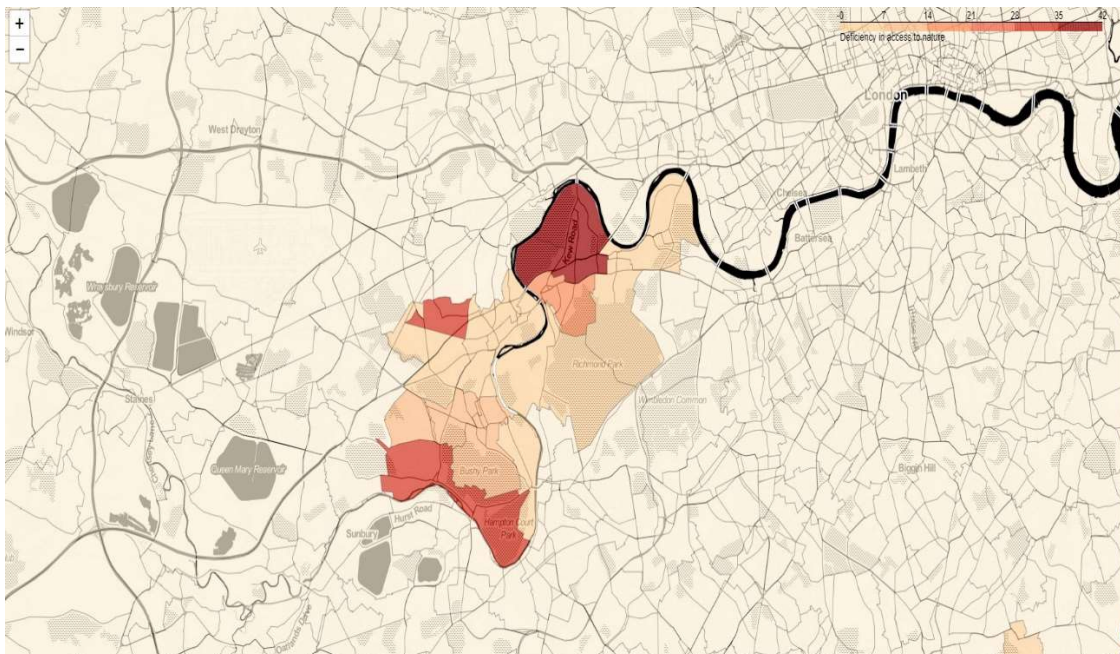 +
−
0 7 14 21 28 35 42
Deficiency in access to nature
London
West Drayton
Lambeth
Chelsea
Battersea
Kew Road
Windsor
Richmond Park
Wimbledon Common
Staines
Queen Mary Reservoir
Bushy Park
Biggin Hill
Hampton Court
Park
Sunbury
Hurst Road